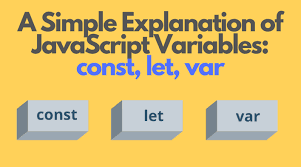 A Simple Explanation of
JavaScript Variables:
const, let, var
const let var